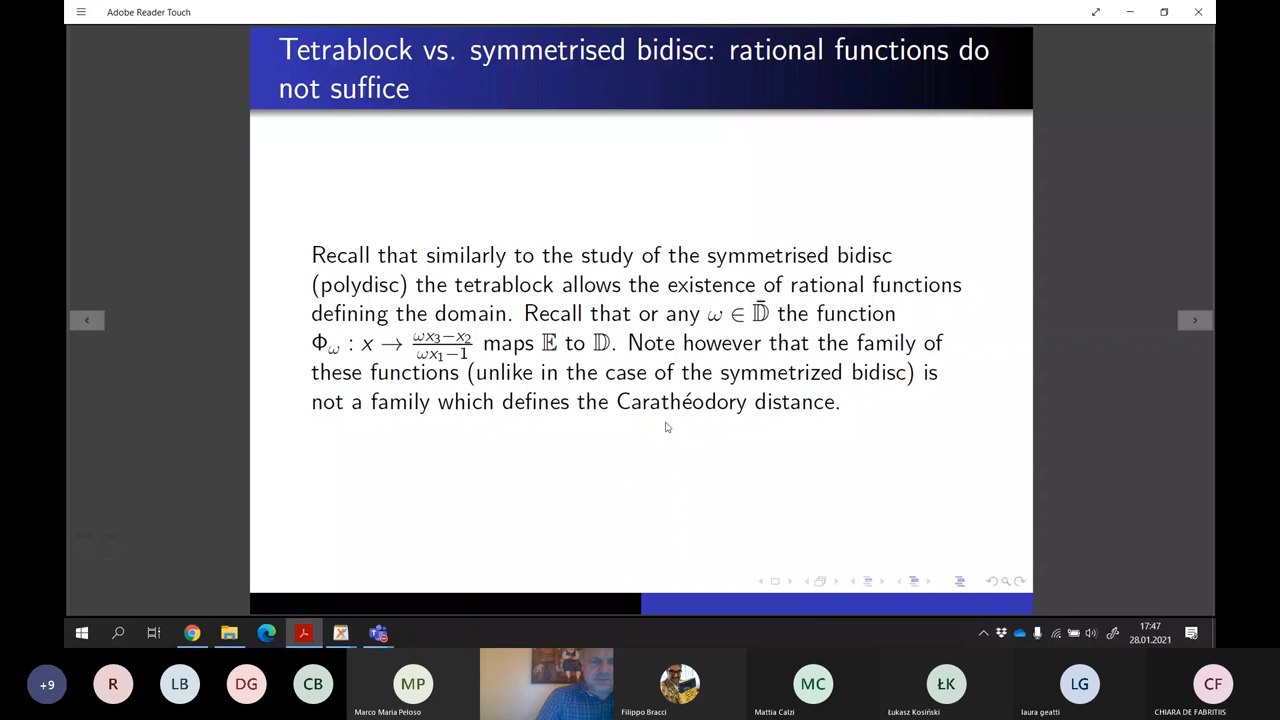 Adobe Reader Touch
Tetrablock vs. symmetrised bidisc: rational functions do
not suffice
Recall that similarly to the study of the symmetrised bidisc
(polydisc) the tetrablock allows the existence of rational functions
defining the domain. Recall that or any ω ∈ 𝔻̄ the function
Φω : x → ωx₃−x₂/ωx₁−1 maps 𝔼 to 𝔻. Note however that the family of
these functions (unlike in the case of the symmetrized bidisc) is
not a family which defines the Carathéodory distance.
17:47
28.01.2021
+9 R LB DG CB MP MC ŁK LG CF
Marco Maria Peloso Filippo Bracci Mattia Calzi Łukasz Kosiński laura geatti CHIARA DE FABRITIIS